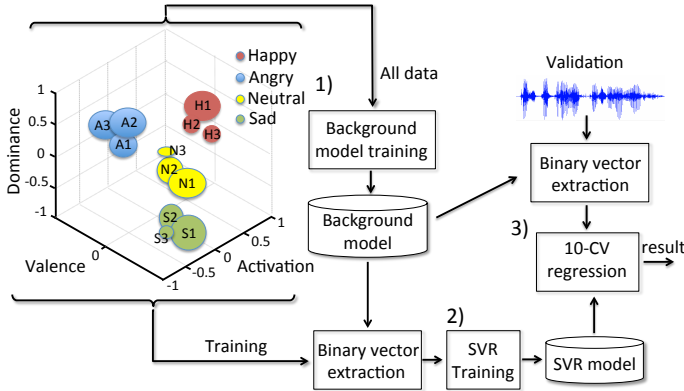 Happy
Angry
Neutral
Sad
1)
All data
Validation
Dominance
1
0.5
0
-0.5
-1
A3
A2
A1
H1
H2
H3
N3
N2
N1
S2
S3
S1
Valence
0
-1
-0.5
0
0.5
1
Activation
Background
model training
Background
model
Binary vector
extraction
3)
10-CV
regression
result
Training
Binary vector
extraction
2)
SVR
Training
SVR model